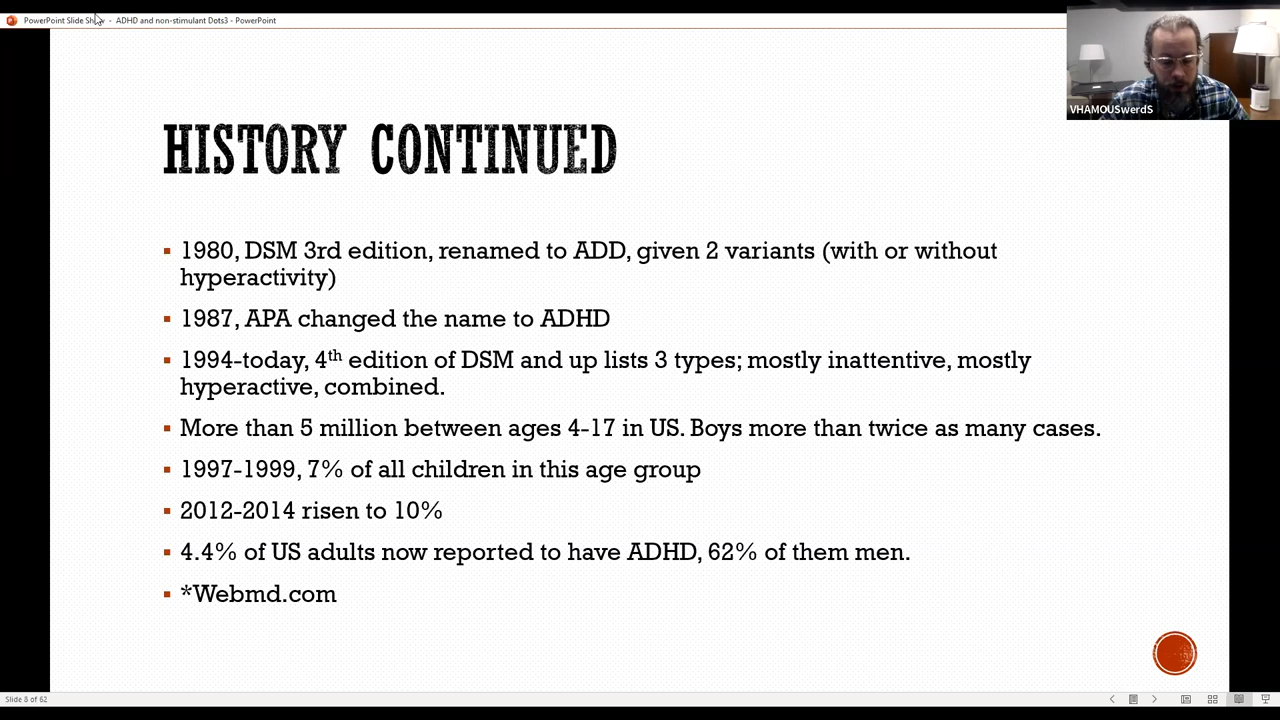 PowerPoint Slide Show - ADHD and non-stimulant Dots3 - PowerPoint
VHAMOUSwerdS
HISTORY CONTINUED
▪ 1980, DSM 3rd edition, renamed to ADD, given 2 variants (with or without
hyperactivity)
▪ 1987, APA changed the name to ADHD
▪ 1994-today, 4th edition of DSM and up lists 3 types; mostly inattentive, mostly
hyperactive, combined.
▪ More than 5 million between ages 4-17 in US. Boys more than twice as many cases.
▪ 1997-1999, 7% of all children in this age group
▪ 2012-2014 risen to 10%
▪ 4.4% of US adults now reported to have ADHD, 62% of them men.
▪ *Webmd.com
Slide 8 of 62